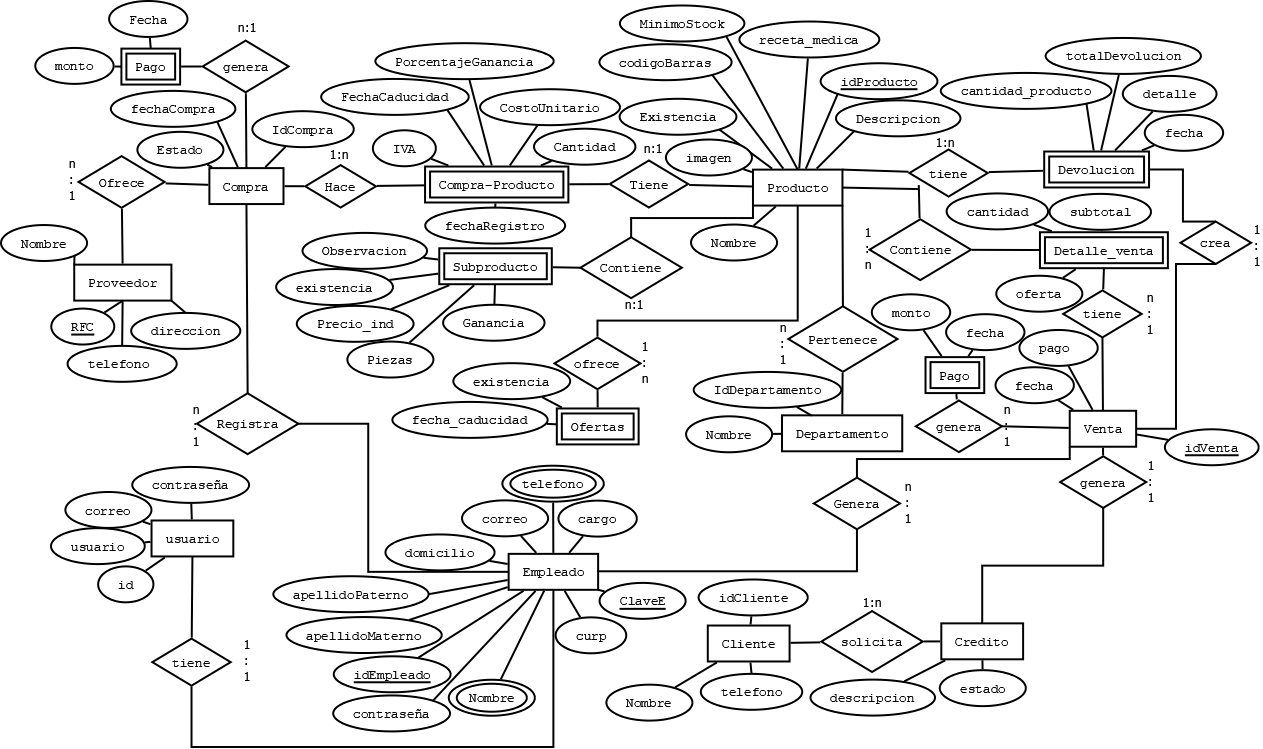 Fecha
n:1
monto
Pago
genera
fechaCompra
IdCompra
Estado
1:n
n
:
1
Ofrece
Compra
Hace
Nombre
Proveedor
RFC
direccion
telefono
PorcentajeGanancia
FechaCaducidad
CostoUnitario
IVA
Cantidad
Compra-Producto
fechaRegistro
n:1
Tiene
Observacion
Subproducto
existencia
Precio_ind
Ganancia
Piezas
Contiene
n:1
MinimoStock
receta_medica
codigoBarras
idProducto
Existencia
Descripcion
imagen
Producto
Nombre
totalDevolucion
cantidad_producto
detalle
fecha
1:n
tiene
Devolucion
cantidad
subtotal
1
:
n
Contiene
Detalle_venta
crea
1
:
1
oferta
n
:
1
tiene
monto
fecha
pago
Pago
fecha
n
:
1
Pertenece
ofrece
1
:
n
existencia
fecha_caducidad
Ofertas
IdDepartamento
Nombre
Departamento
genera
n
:
1
Venta
idVenta
n
:
1
Registra
genera
1
:
1
Genera
n
:
1
contraseña
correo
usuario
usuario
id
tiene
1
:
1
telefono
correo
cargo
domicilio
Empleado
apellidoPaterno
ClaveE
apellidoMaterno
curp
idEmpleado
Nombre
contraseña
idCliente
1:n
Cliente
solicita
Credito
Nombre
telefono
descripcion
estado